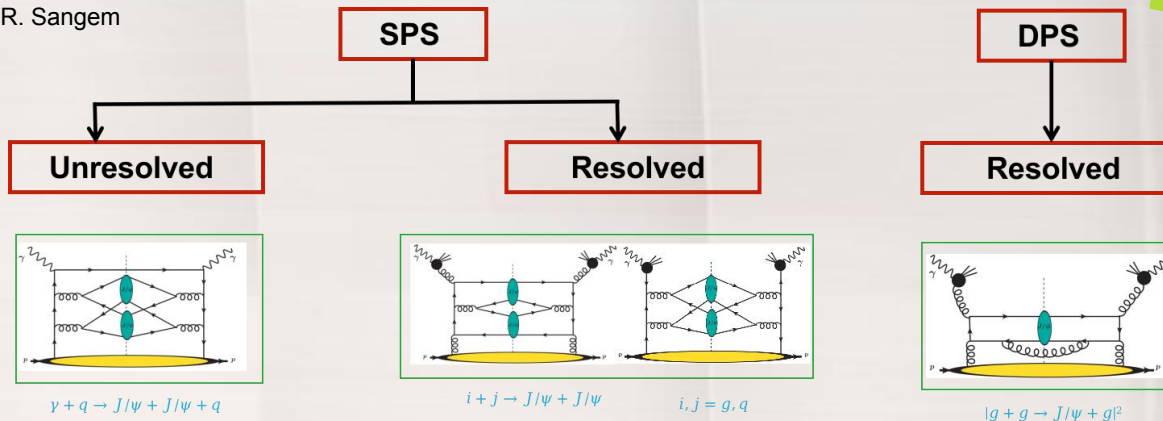 R. Sangem
SPS
DPS
Unresolved
Resolved
Resolved
γ
γ
p
p
γ
γ
p
p
γ
γ
p
p
γ
γ
p
p
γ + q → J/ψ + J/ψ + q
i + j → J/ψ + J/ψ
i, j = g, q
|g + g → J/ψ + g|²